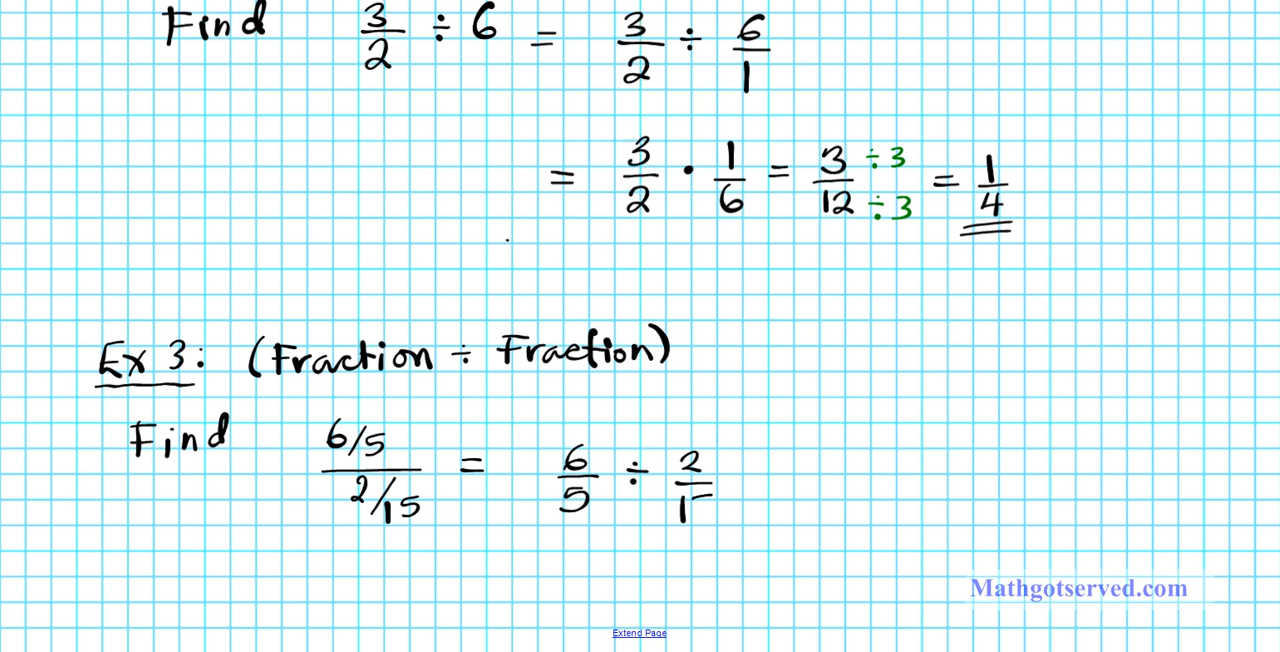 Find 3/2 ÷ 6 = 3/2 ÷ 6/1
= 3/2 · 1/6 = 3/12 ÷3 ÷3 = 1/4
Ex 3: (Fraction ÷ Fraction)
Find 6/5 / 2/15 = 6/5 ÷ 2/1
Mathgotserved.com
Extend Page